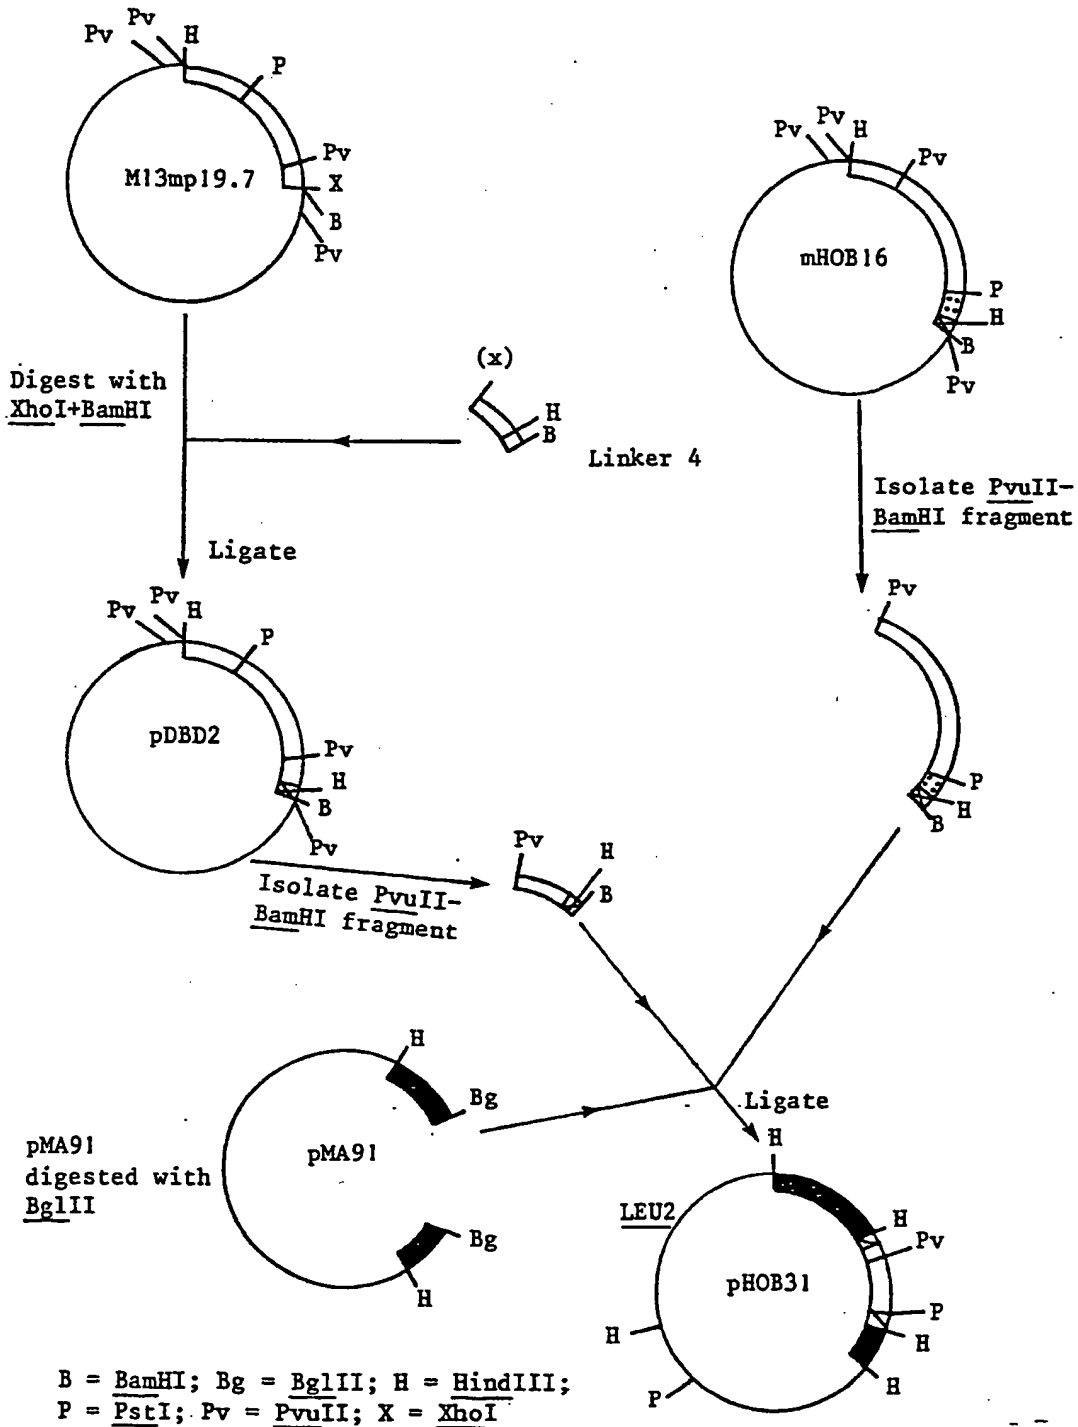 Pv
Pv
H
P
M13mp19.7
Pv
X
B
Pv
Pv
Pv
H
Pv
mHOB16
P
H
B
Pv
Digest with
XhoI+BamHI
(x)
H
B
Linker 4
Isolate PvuII-
BamHI fragment
Ligate
Pv
Pv
H
P
pDBD2
Pv
H
B
Pv
Pv
P
H
B
Isolate PvuII-
BamHI fragment
Pv
H
B
pMA91
digested with
BglII
H
Bg
pMA91
Bg
H
Ligate
H
LEU2
H
Pv
pHOB31
P
H
H
H
P
B = BamHI; Bg = BglII; H = HindIII;
P = PstI; Pv = PvuII; X = XhoI